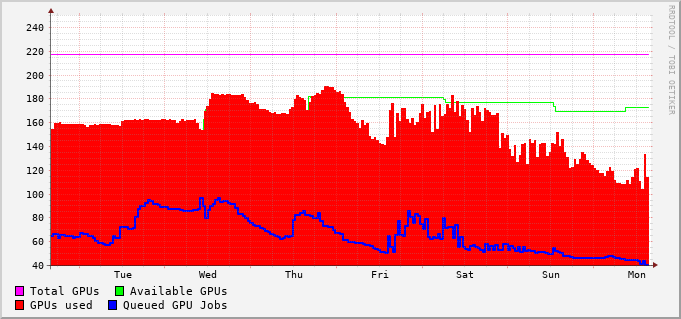 RRDTOOL / TOBI OETIKER
240
220
200
180
160
140
120
100
80
60
40
Tue Wed Thu Fri Sat Sun Mon
Total GPUs Available GPUs
GPUs used Queued GPU Jobs